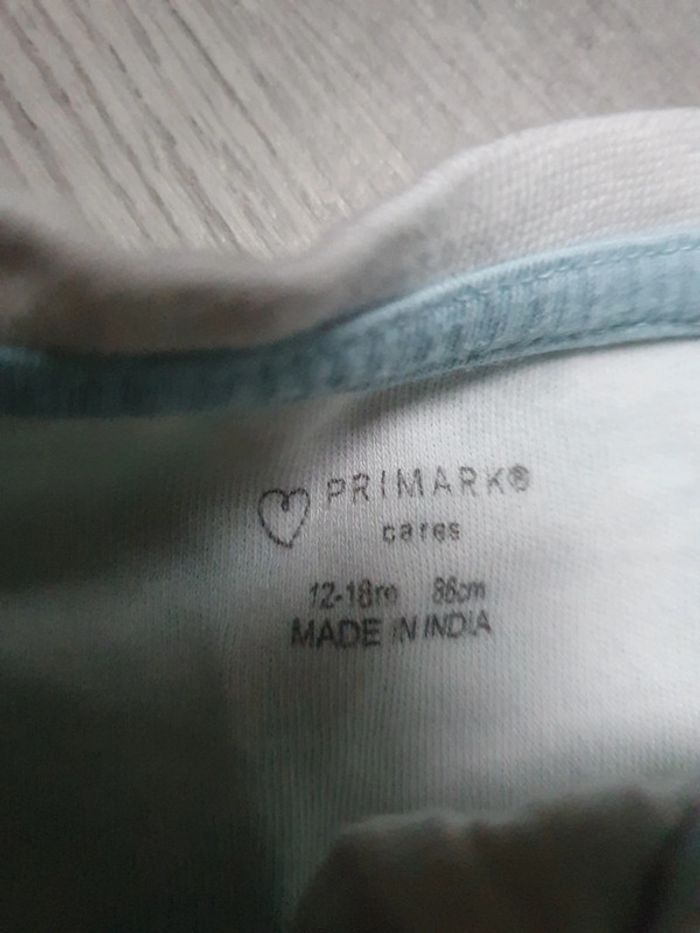 PRIMARK®
cares
12-18m 86cm
MADE IN INDIA